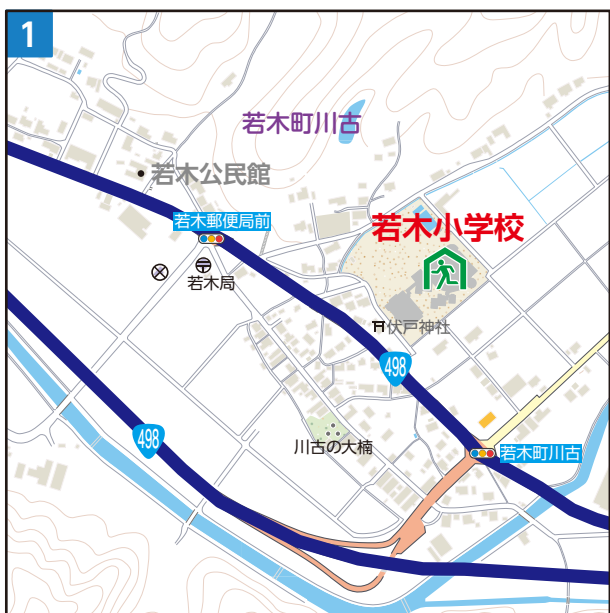 1
若木町川古
若木公民館
若木郵便局前
若木小学校
若木局
伏戸神社
498
498
川古の大楠
若木町川古